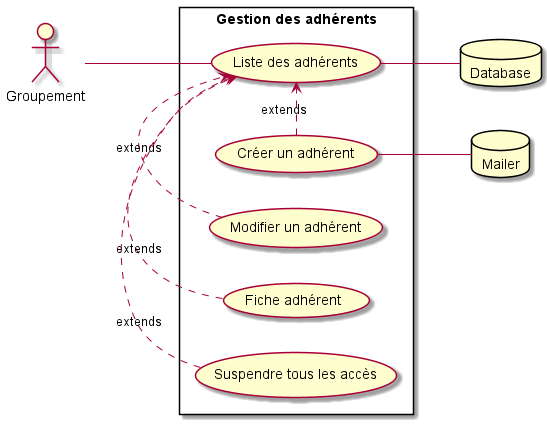 Gestion des adhérents
Liste des adhérents
Database
Groupement
extends
Créer un adhérent
Mailer
extends
Modifier un adhérent
extends
Fiche adhérent
extends
Suspendre tous les accès